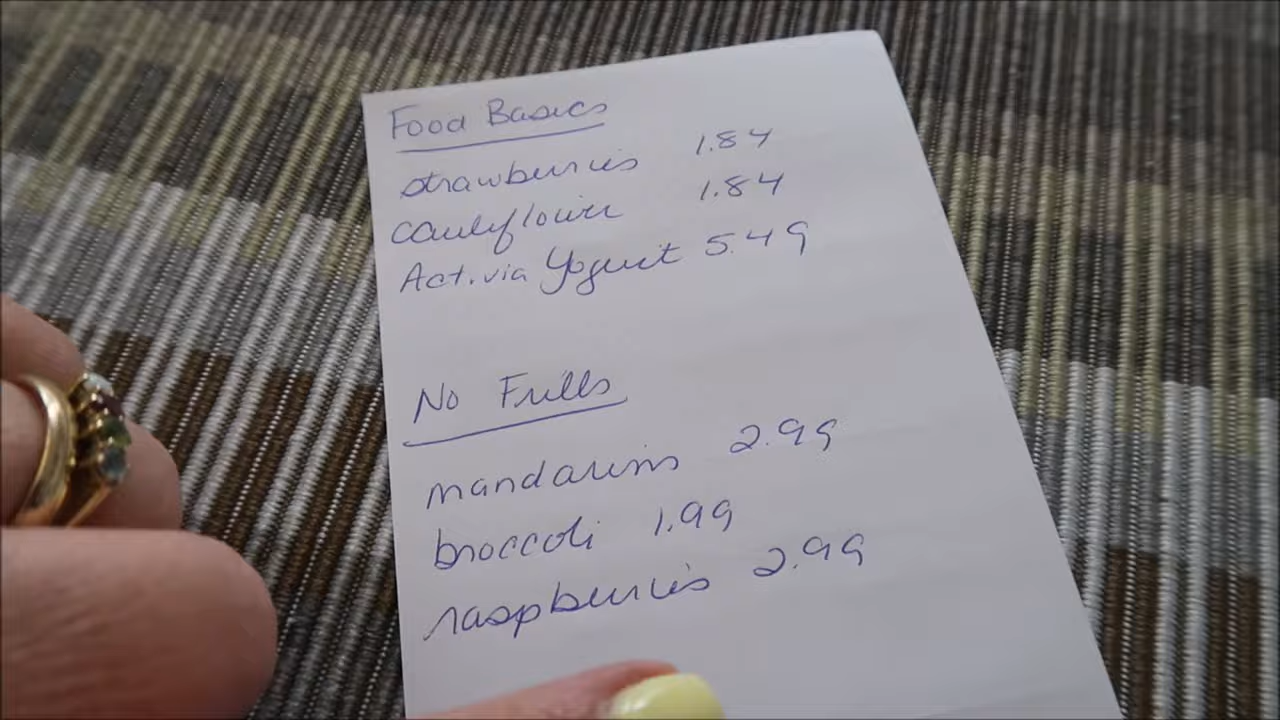 Food Basics
strawberries 1.84
cauliflower 1.84
Activia Yogurt 5.49
No Frills
mandarins 2.99
broccoli 1.99
raspberries 2.99